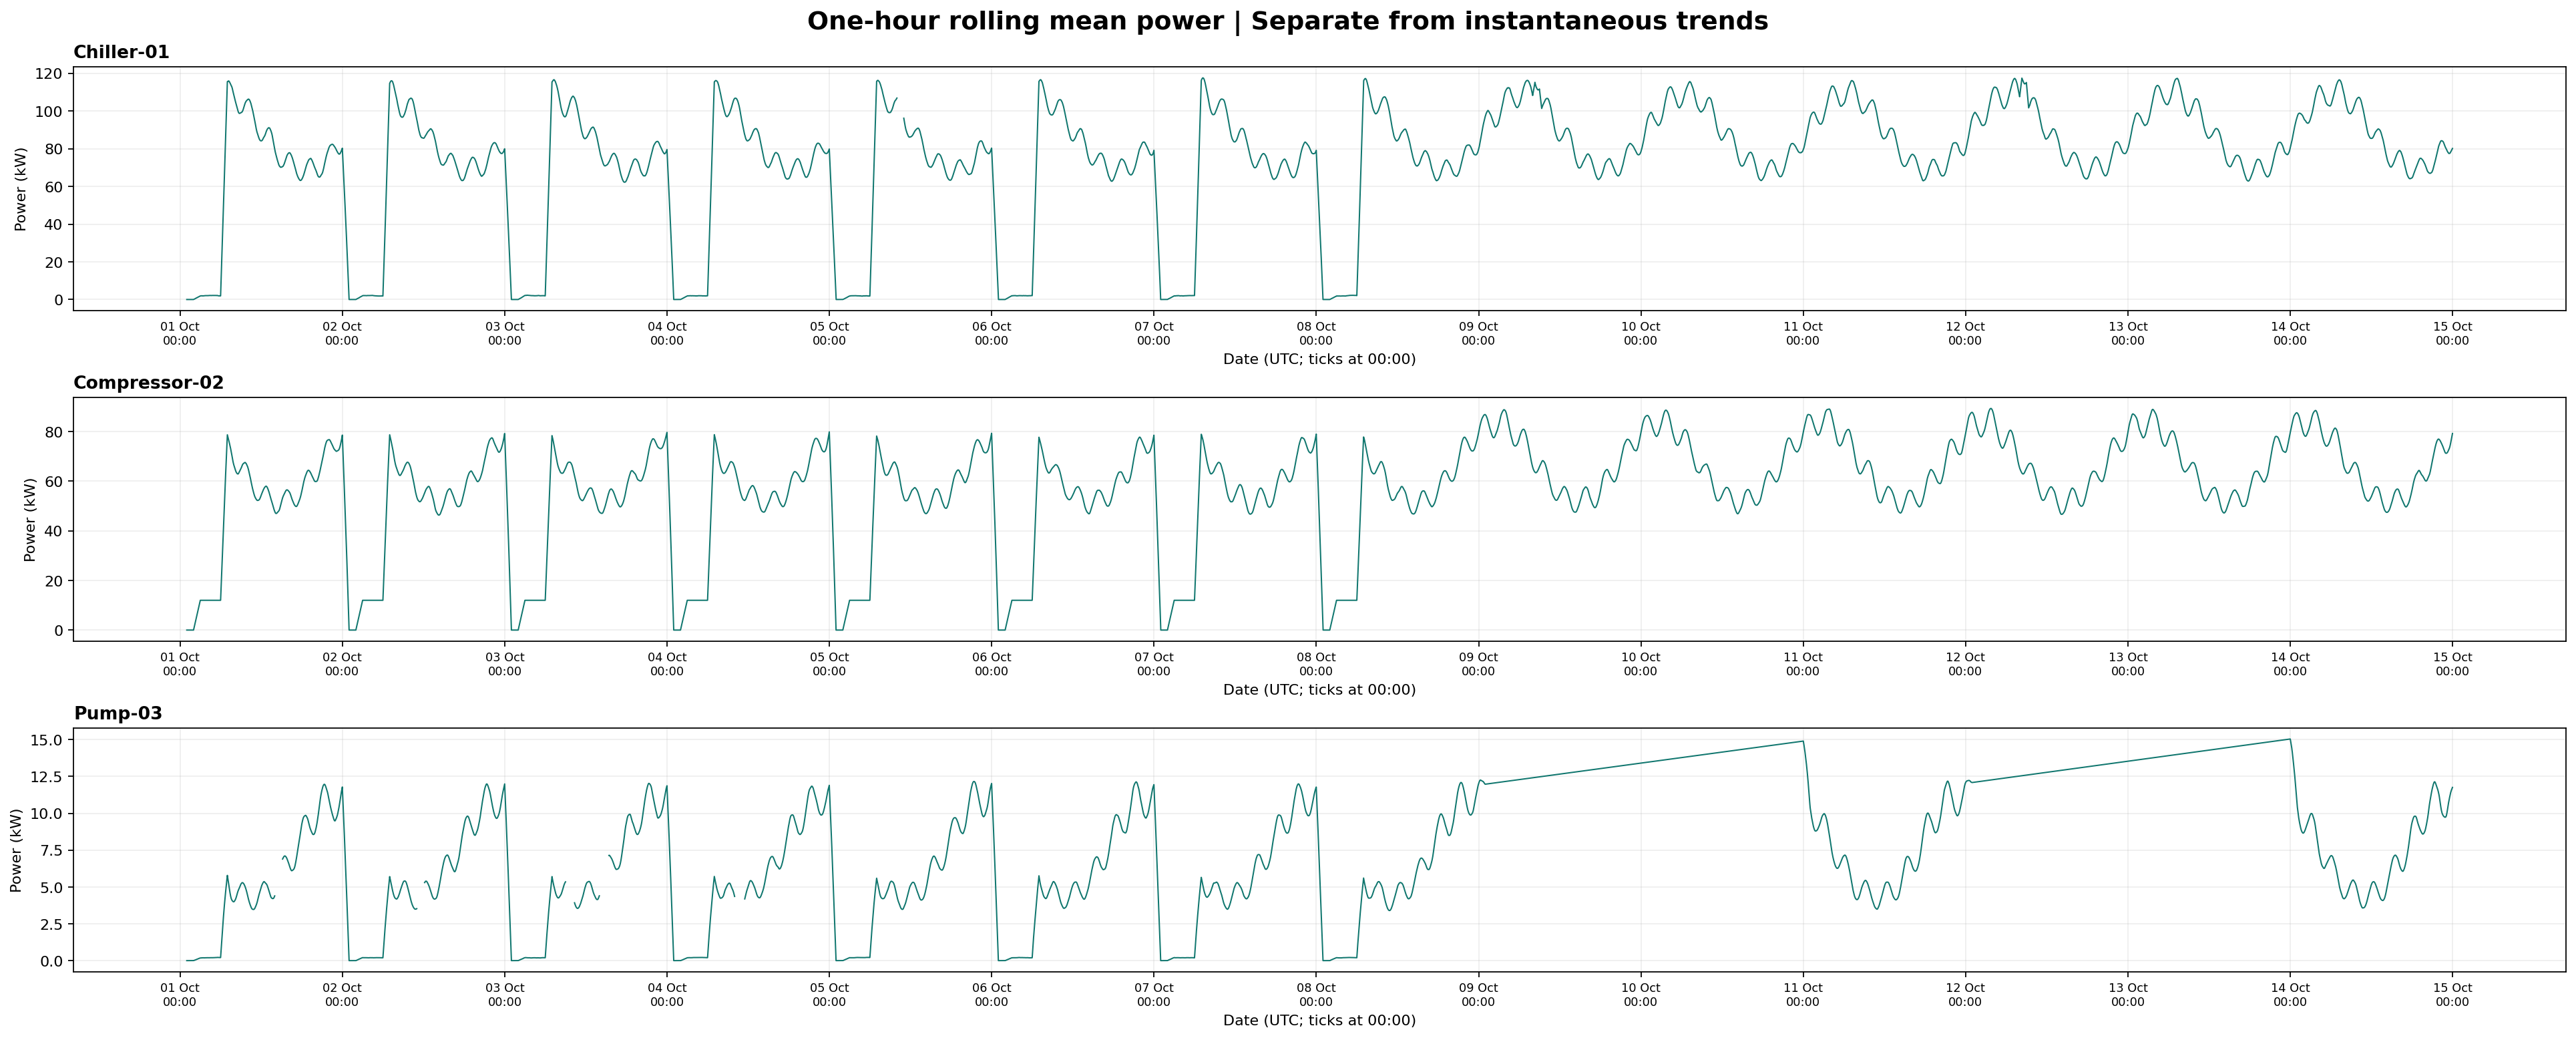 One-hour rolling mean power | Separate from instantaneous trends
Chiller-01
Power (kW)
120
100
80
60
40
20
0
01 Oct 02 Oct 03 Oct 04 Oct 05 Oct 06 Oct 07 Oct 08 Oct 09 Oct 10 Oct 11 Oct 12 Oct 13 Oct 14 Oct 15 Oct
00:00 00:00 00:00 00:00 00:00 00:00 00:00 00:00 00:00 00:00 00:00 00:00 00:00 00:00 00:00
Date (UTC; ticks at 00:00)
Compressor-02
Power (kW)
80
60
40
20
0
01 Oct 02 Oct 03 Oct 04 Oct 05 Oct 06 Oct 07 Oct 08 Oct 09 Oct 10 Oct 11 Oct 12 Oct 13 Oct 14 Oct 15 Oct
00:00 00:00 00:00 00:00 00:00 00:00 00:00 00:00 00:00 00:00 00:00 00:00 00:00 00:00 00:00
Date (UTC; ticks at 00:00)
Pump-03
Power (kW)
15.0
12.5
10.0
7.5
5.0
2.5
0.0
01 Oct 02 Oct 03 Oct 04 Oct 05 Oct 06 Oct 07 Oct 08 Oct 09 Oct 10 Oct 11 Oct 12 Oct 13 Oct 14 Oct 15 Oct
00:00 00:00 00:00 00:00 00:00 00:00 00:00 00:00 00:00 00:00 00:00 00:00 00:00 00:00 00:00
Date (UTC; ticks at 00:00)